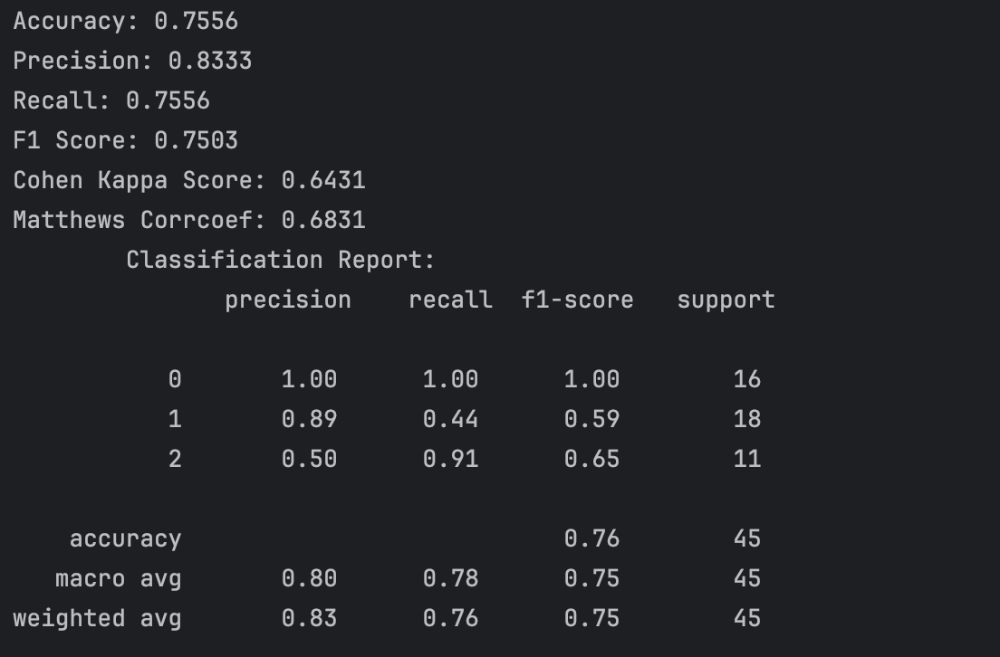 Accuracy: 0.7556
Precision: 0.8333
Recall: 0.7556
F1 Score: 0.7503
Cohen Kappa Score: 0.6431
Matthews Corrcoef: 0.6831
Classification Report:
precision recall f1-score support
0 1.00 1.00 1.00 16
1 0.89 0.44 0.59 18
2 0.50 0.91 0.65 11
accuracy 0.76 45
macro avg 0.80 0.78 0.75 45
weighted avg 0.83 0.76 0.75 45